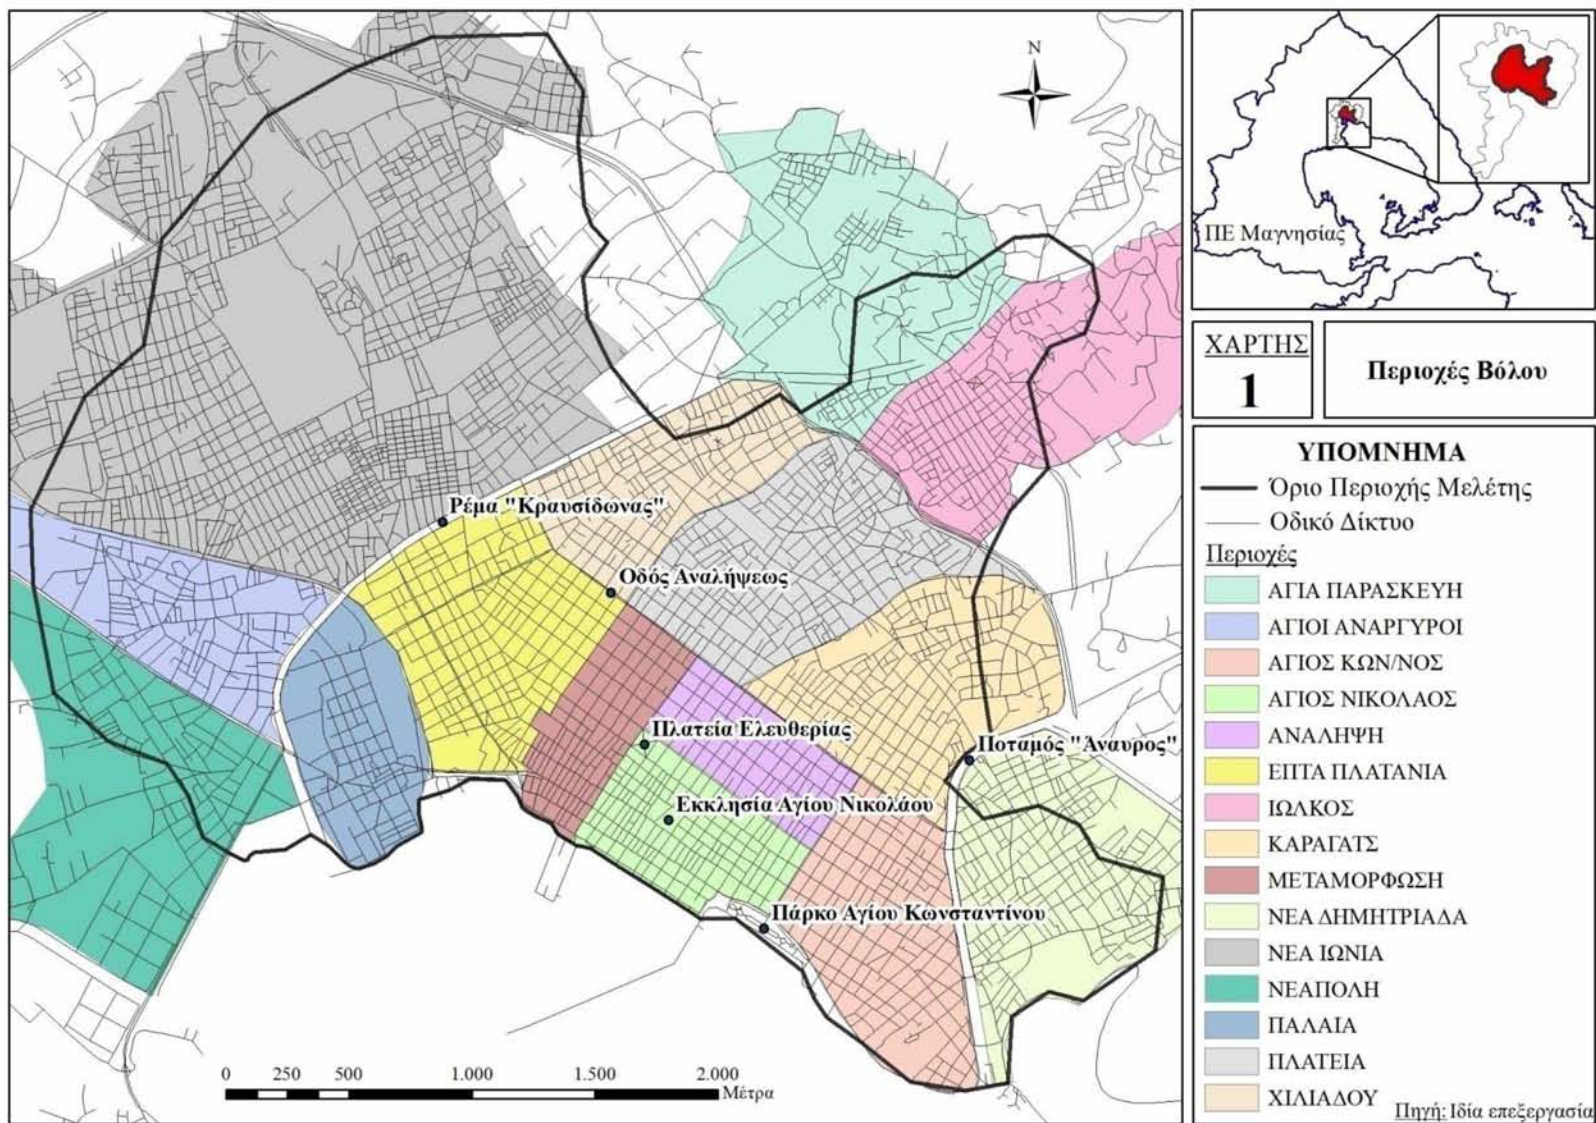 N
Ρέμα "Κραυσίδωνας"
Οδός Αναλήψεως
Πλατεία Ελευθερίας
Ποταμός "Άναυρος"
Εκκλησία Αγίου Νικολάου
Πάρκο Αγίου Κωνσταντίνου
0 250 500 1.000 1.500 2.000
Μέτρα
ΠΕ Μαγνησίας
ΧΑΡΤΗΣ
1
Περιοχές Βόλου
ΥΠΟΜΝΗΜΑ
Όριο Περιοχής Μελέτης
Οδικό Δίκτυο
Περιοχές
ΑΓΙΑ ΠΑΡΑΣΚΕΥΗ
ΑΓΙΟΙ ΑΝΑΡΓΥΡΟΙ
ΑΓΙΟΣ ΚΩΝ/ΝΟΣ
ΑΓΙΟΣ ΝΙΚΟΛΑΟΣ
ΑΝΑΛΗΨΗ
ΕΠΤΑ ΠΛΑΤΑΝΙΑ
ΙΩΛΚΟΣ
ΚΑΡΑΓΑΤΣ
ΜΕΤΑΜΟΡΦΩΣΗ
ΝΕΑ ΔΗΜΗΤΡΙΑΔΑ
ΝΕΑ ΙΩΝΙΑ
ΝΕΑΠΟΛΗ
ΠΑΛΑΙΑ
ΠΛΑΤΕΙΑ
ΧΙΛΙΑΔΟΥ
Πηγή: Ιδία επεξεργασία